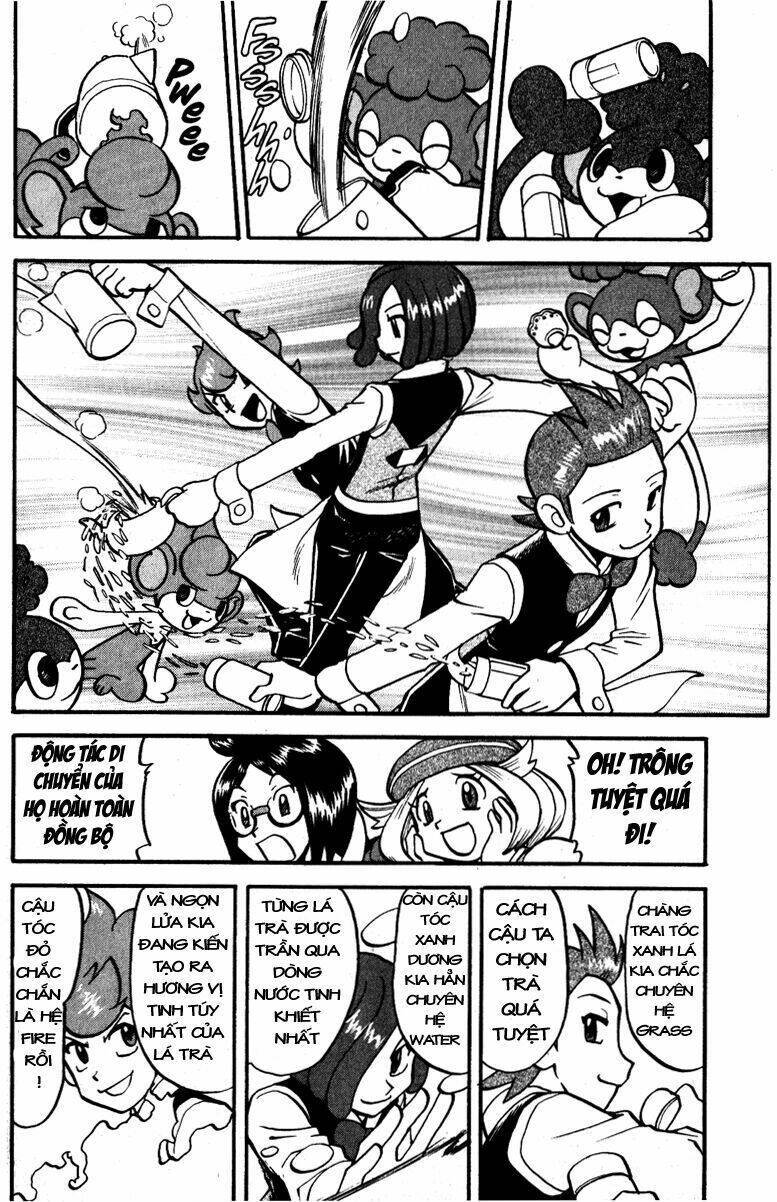 FSSSHHH
PWEEE
OH! TRÔNG
TUYỆT QUÁ
ĐI!
ĐỘNG TÁC DI
CHUYỂN CỦA
HỌ HOÀN TOÀN
ĐỒNG BỘ
CHÀNG
TRAI TÓC
XANH LÁ
KIA CHẮC
CHUYÊN
HỆ
GRASS
CÁCH
CẬU TA
CHỌN
TRÀ
QUÁ
TUYỆT
CÒN CẬU
TÓC
XANH
DƯƠNG
KIA HẲN
CHUYÊN
HỆ
WATER
TỪNG LÁ
TRÀ ĐƯỢC
TRẦN QUA
DÒNG
NƯỚC TINH
KHIẾT
NHẤT
VÀ NGỌN
LỬA KIA
ĐANG KIẾN
TẠO RA
HƯƠNG VỊ
TINH TÚY
NHẤT CỦA
LÁ TRÀ
CẬU
TÓC
ĐỎ
CHẮC
CHẮN
LÀ HỆ
FIRE
RỒI
!